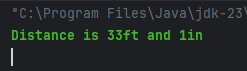 "C:\Program Files\Java\jdk-23\
Distance is 33ft and 1in